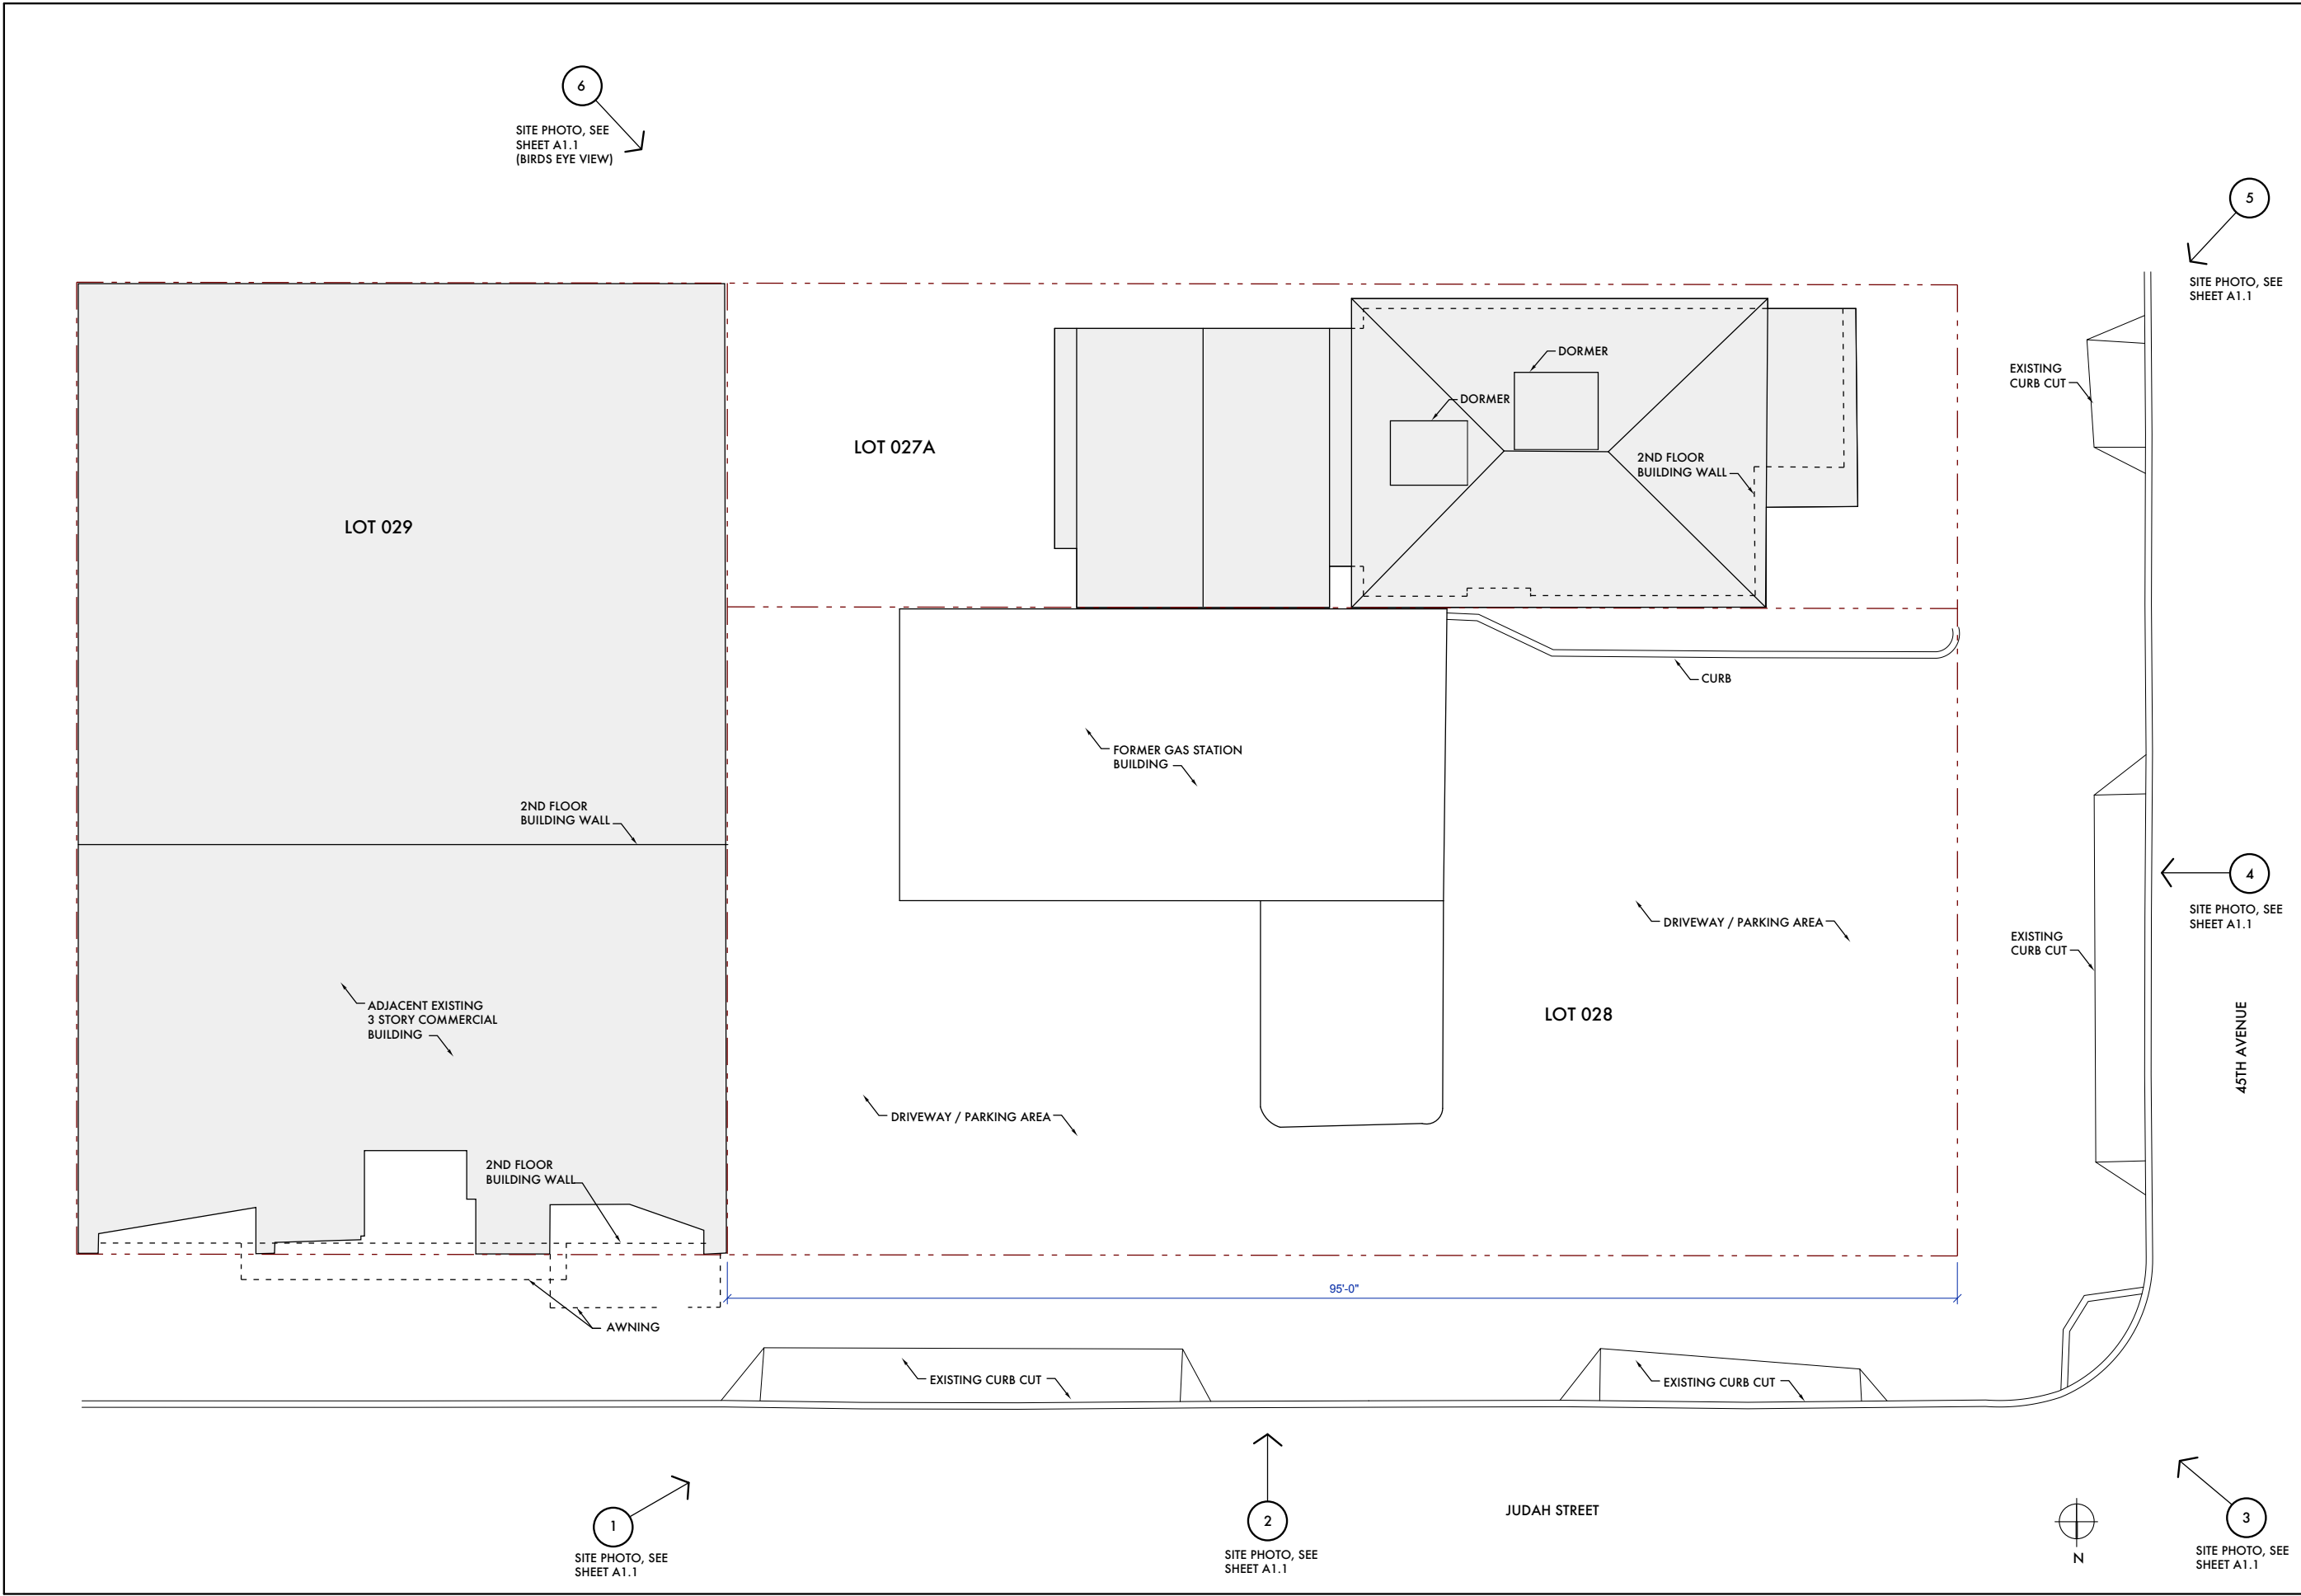 6
SITE PHOTO, SEE
SHEET A1.1
(BIRDS EYE VIEW)
5
SITE PHOTO, SEE
SHEET A1.1
DORMER
DORMER
EXISTING
CURB CUT
LOT 027A
2ND FLOOR
BUILDING WALL
LOT 029
CURB
FORMER GAS STATION
BUILDING
2ND FLOOR
BUILDING WALL
4
SITE PHOTO, SEE
SHEET A1.1
DRIVEWAY / PARKING AREA
EXISTING
CURB CUT
ADJACENT EXISTING
3 STORY COMMERCIAL
BUILDING
LOT 028
45TH AVENUE
DRIVEWAY / PARKING AREA
2ND FLOOR
BUILDING WALL
95'-0"
AWNING
EXISTING CURB CUT
EXISTING CURB CUT
1
SITE PHOTO, SEE
SHEET A1.1
2
SITE PHOTO, SEE
SHEET A1.1
JUDAH STREET
N
3
SITE PHOTO, SEE
SHEET A1.1